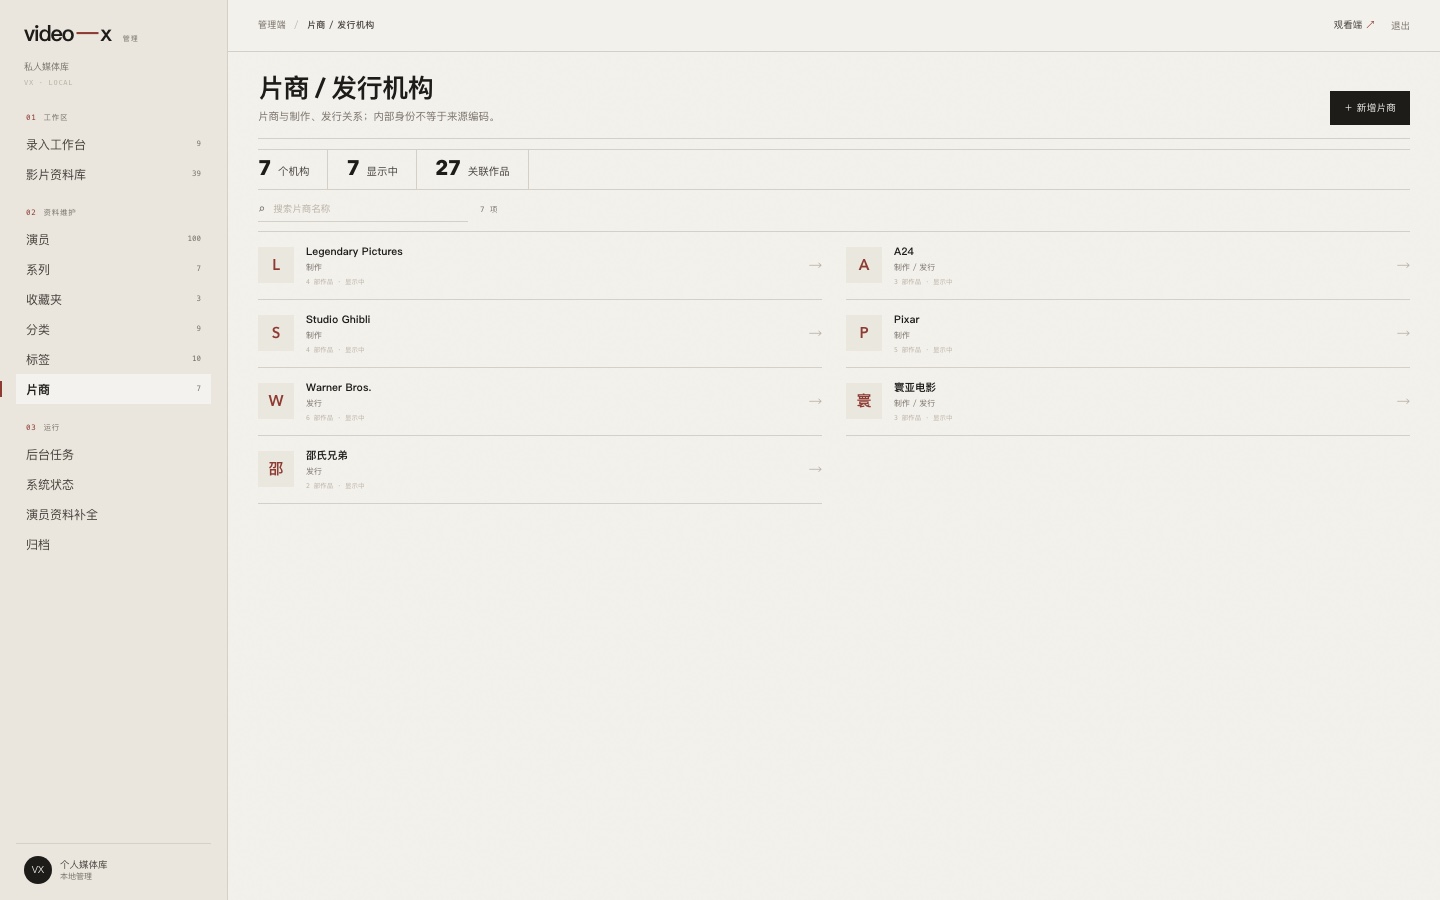 video—x 管理
私人媒体库
VX · LOCAL
01 工作区
录入工作台 9
影片资料库 39
02 资料维护
演员 100
系列 7
收藏夹 3
分类 9
标签 10
片商 7
03 运行
后台任务
系统状态
演员资料补全
归档
VX 个人媒体库
本地管理
管理端 / 片商 / 发行机构
观看端 ↗ 退出
片商 / 发行机构
片商与制作、发行关系；内部身份不等于来源编码。
＋ 新增片商
7 个机构
7 显示中
27 关联作品
搜索片商名称
7 项
L
Legendary Pictures
制作
4 部作品 · 显示中
→
A
A24
制作 / 发行
3 部作品 · 显示中
→
S
Studio Ghibli
制作
4 部作品 · 显示中
→
P
Pixar
制作
5 部作品 · 显示中
→
W
Warner Bros.
发行
6 部作品 · 显示中
→
寰
寰亚电影
制作 / 发行
3 部作品 · 显示中
→
邵
邵氏兄弟
发行
2 部作品 · 显示中
→